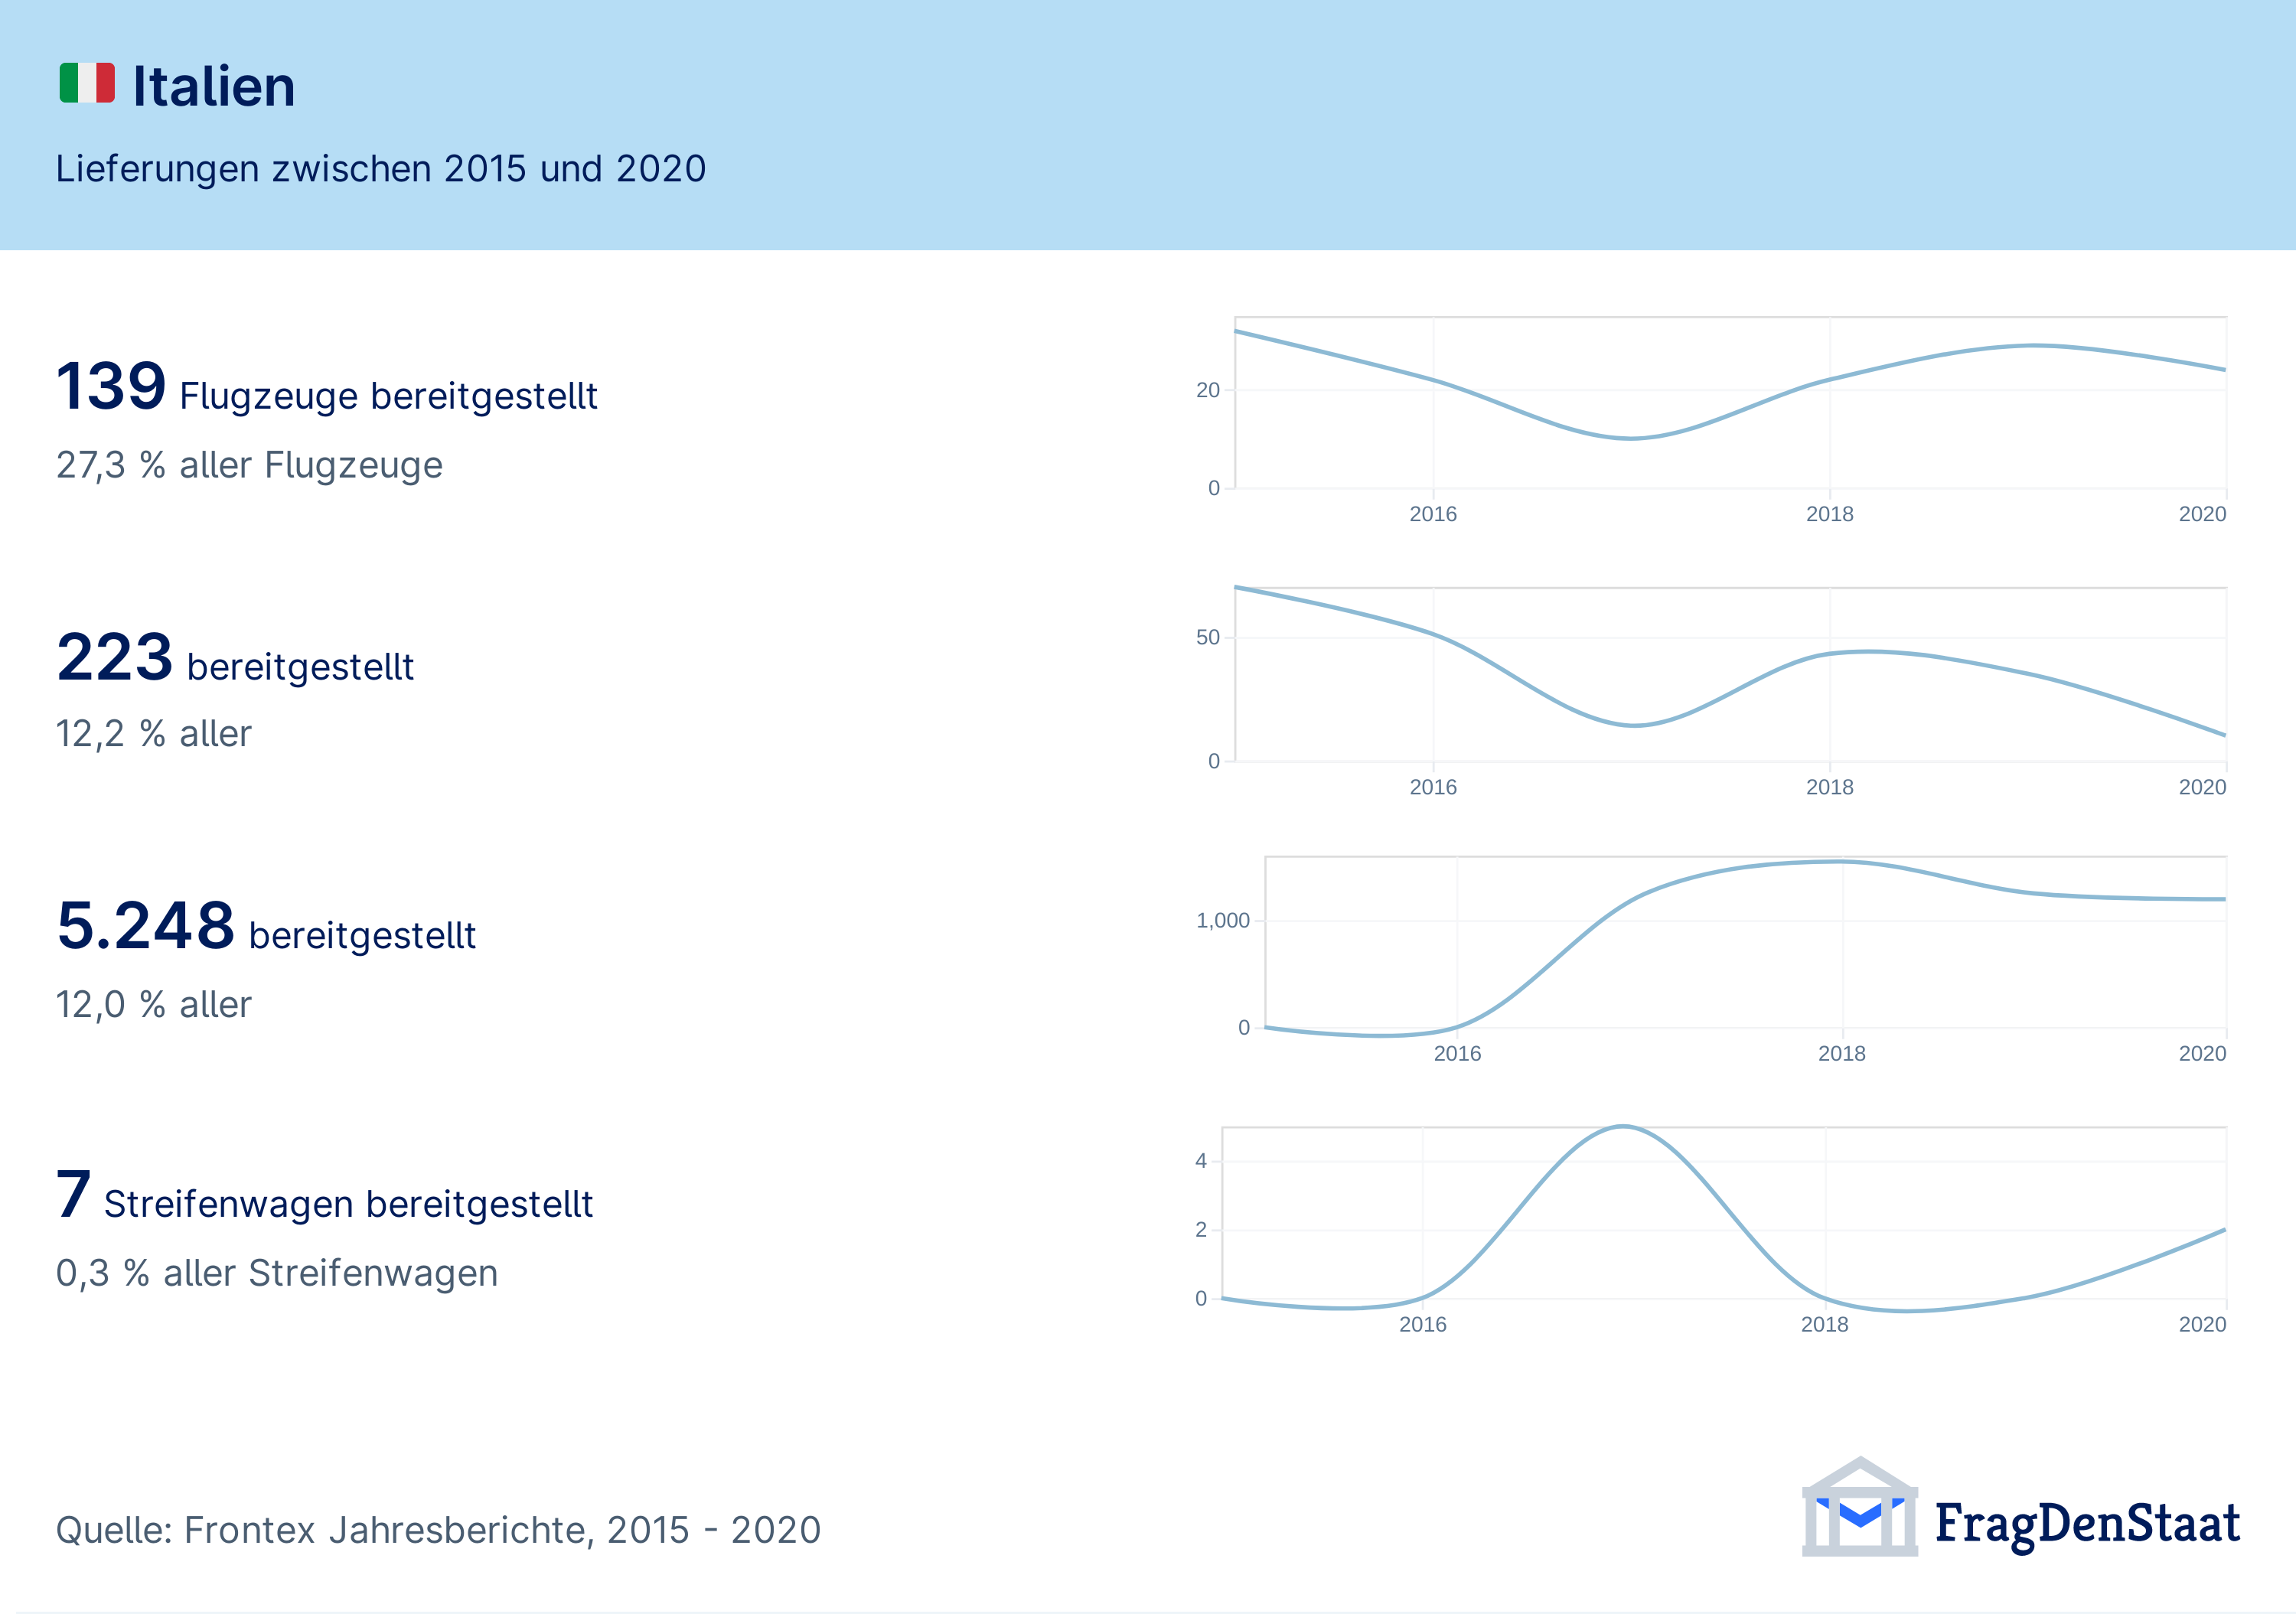 Italien
Lieferungen zwischen 2015 und 2020
139 Flugzeuge bereitgestellt
27,3 % aller Flugzeuge
20
0
2016 2018 2020
223 bereitgestellt
12,2 % aller
50
0
2016 2018 2020
5.248 bereitgestellt
12,0 % aller
1,000
0
2016 2018 2020
7 Streifenwagen bereitgestellt
0,3 % aller Streifenwagen
4
2
0
2016 2018 2020
Quelle: Frontex Jahresberichte, 2015 - 2020
FragDenStaat